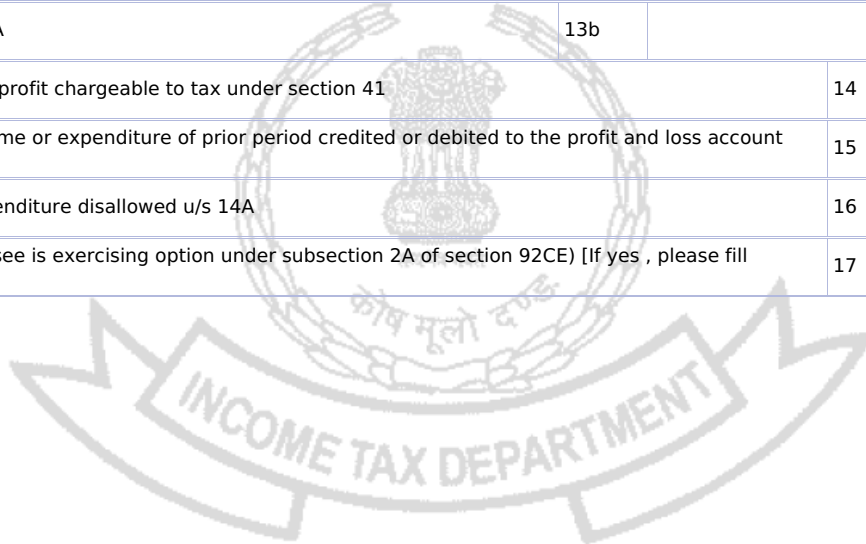 A 13b
profit chargeable to tax under section 41 14
me or expenditure of prior period credited or debited to the profit and loss account 15
enditure disallowed u/s 14A 16
see is exercising option under subsection 2A of section 92CE) [If yes , please fill 17
कोष मूलो दण्डः
INCOME TAX DEPARTMENT